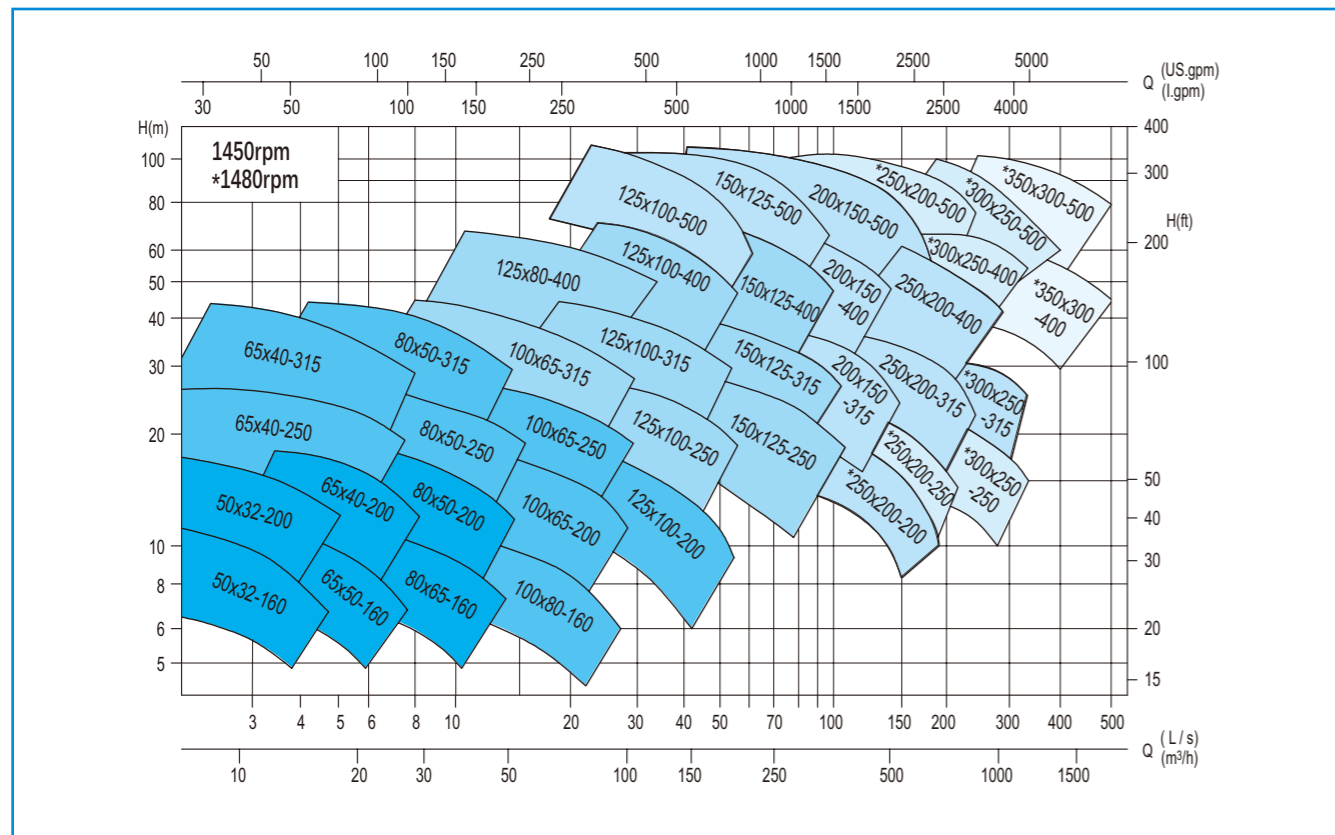 50 100 150 250 500 1000 1500 2500 5000
Q (US.gpm)
(I.gpm)
30 50 100 150 250 500 1000 1500 2500 4000
H(m)
1450rpm
*1480rpm
100
80
60
50
40
30
20
10
8
6
5
400
300
H(ft)
200
100
50
40
30
20
15
125x100-500
150x125-500
200x150-500
*250x200-500
*300x250-500
*350x300-500
125x80-400
125x100-400
150x125-400
200x150
-400
250x200-400
*300x250-400
*350x300
-400
65x40-315
80x50-315
100x65-315
125x100-315
150x125-315
200x150
-315
250x200-315
*300x250
-315
65x40-250
80x50-250
100x65-250
125x100-250
150x125-250
*250x200-250
*300x250
-250
50x32-200
65x40-200
80x50-200
100x65-200
125x100-200
*250x200-200
50x32-160
65x50-160
80x65-160
100x80-160
3 4 5 6 8 10 20 30 40 50 70 100 150 200 300 500
Q ( L / s )
(m³/h)
10 20 30 50 100 150 250 500 1000 1500